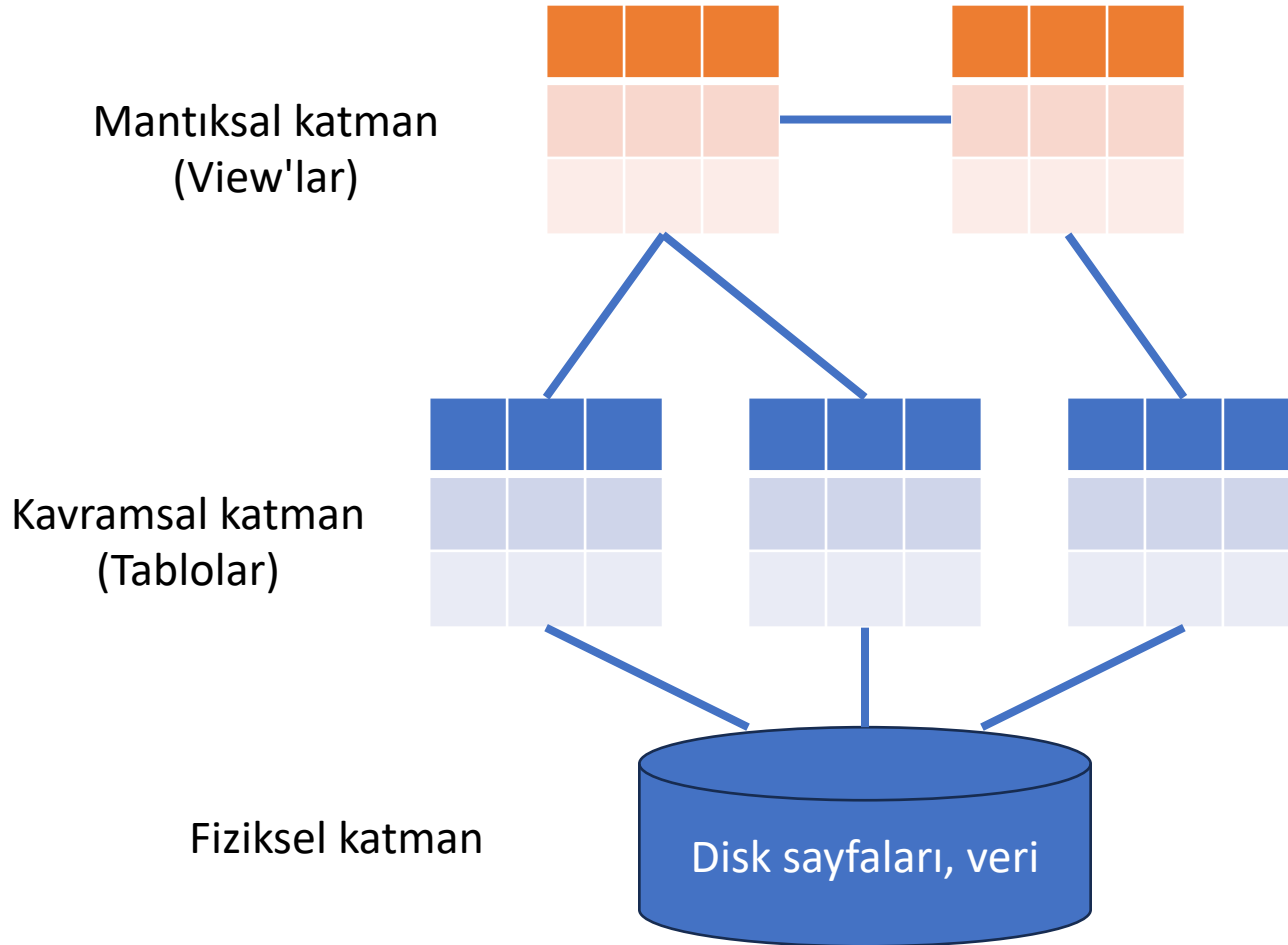 Mantıksal katman
(View'lar)
Kavramsal katman
(Tablolar)
Fiziksel katman
Disk sayfaları, veri